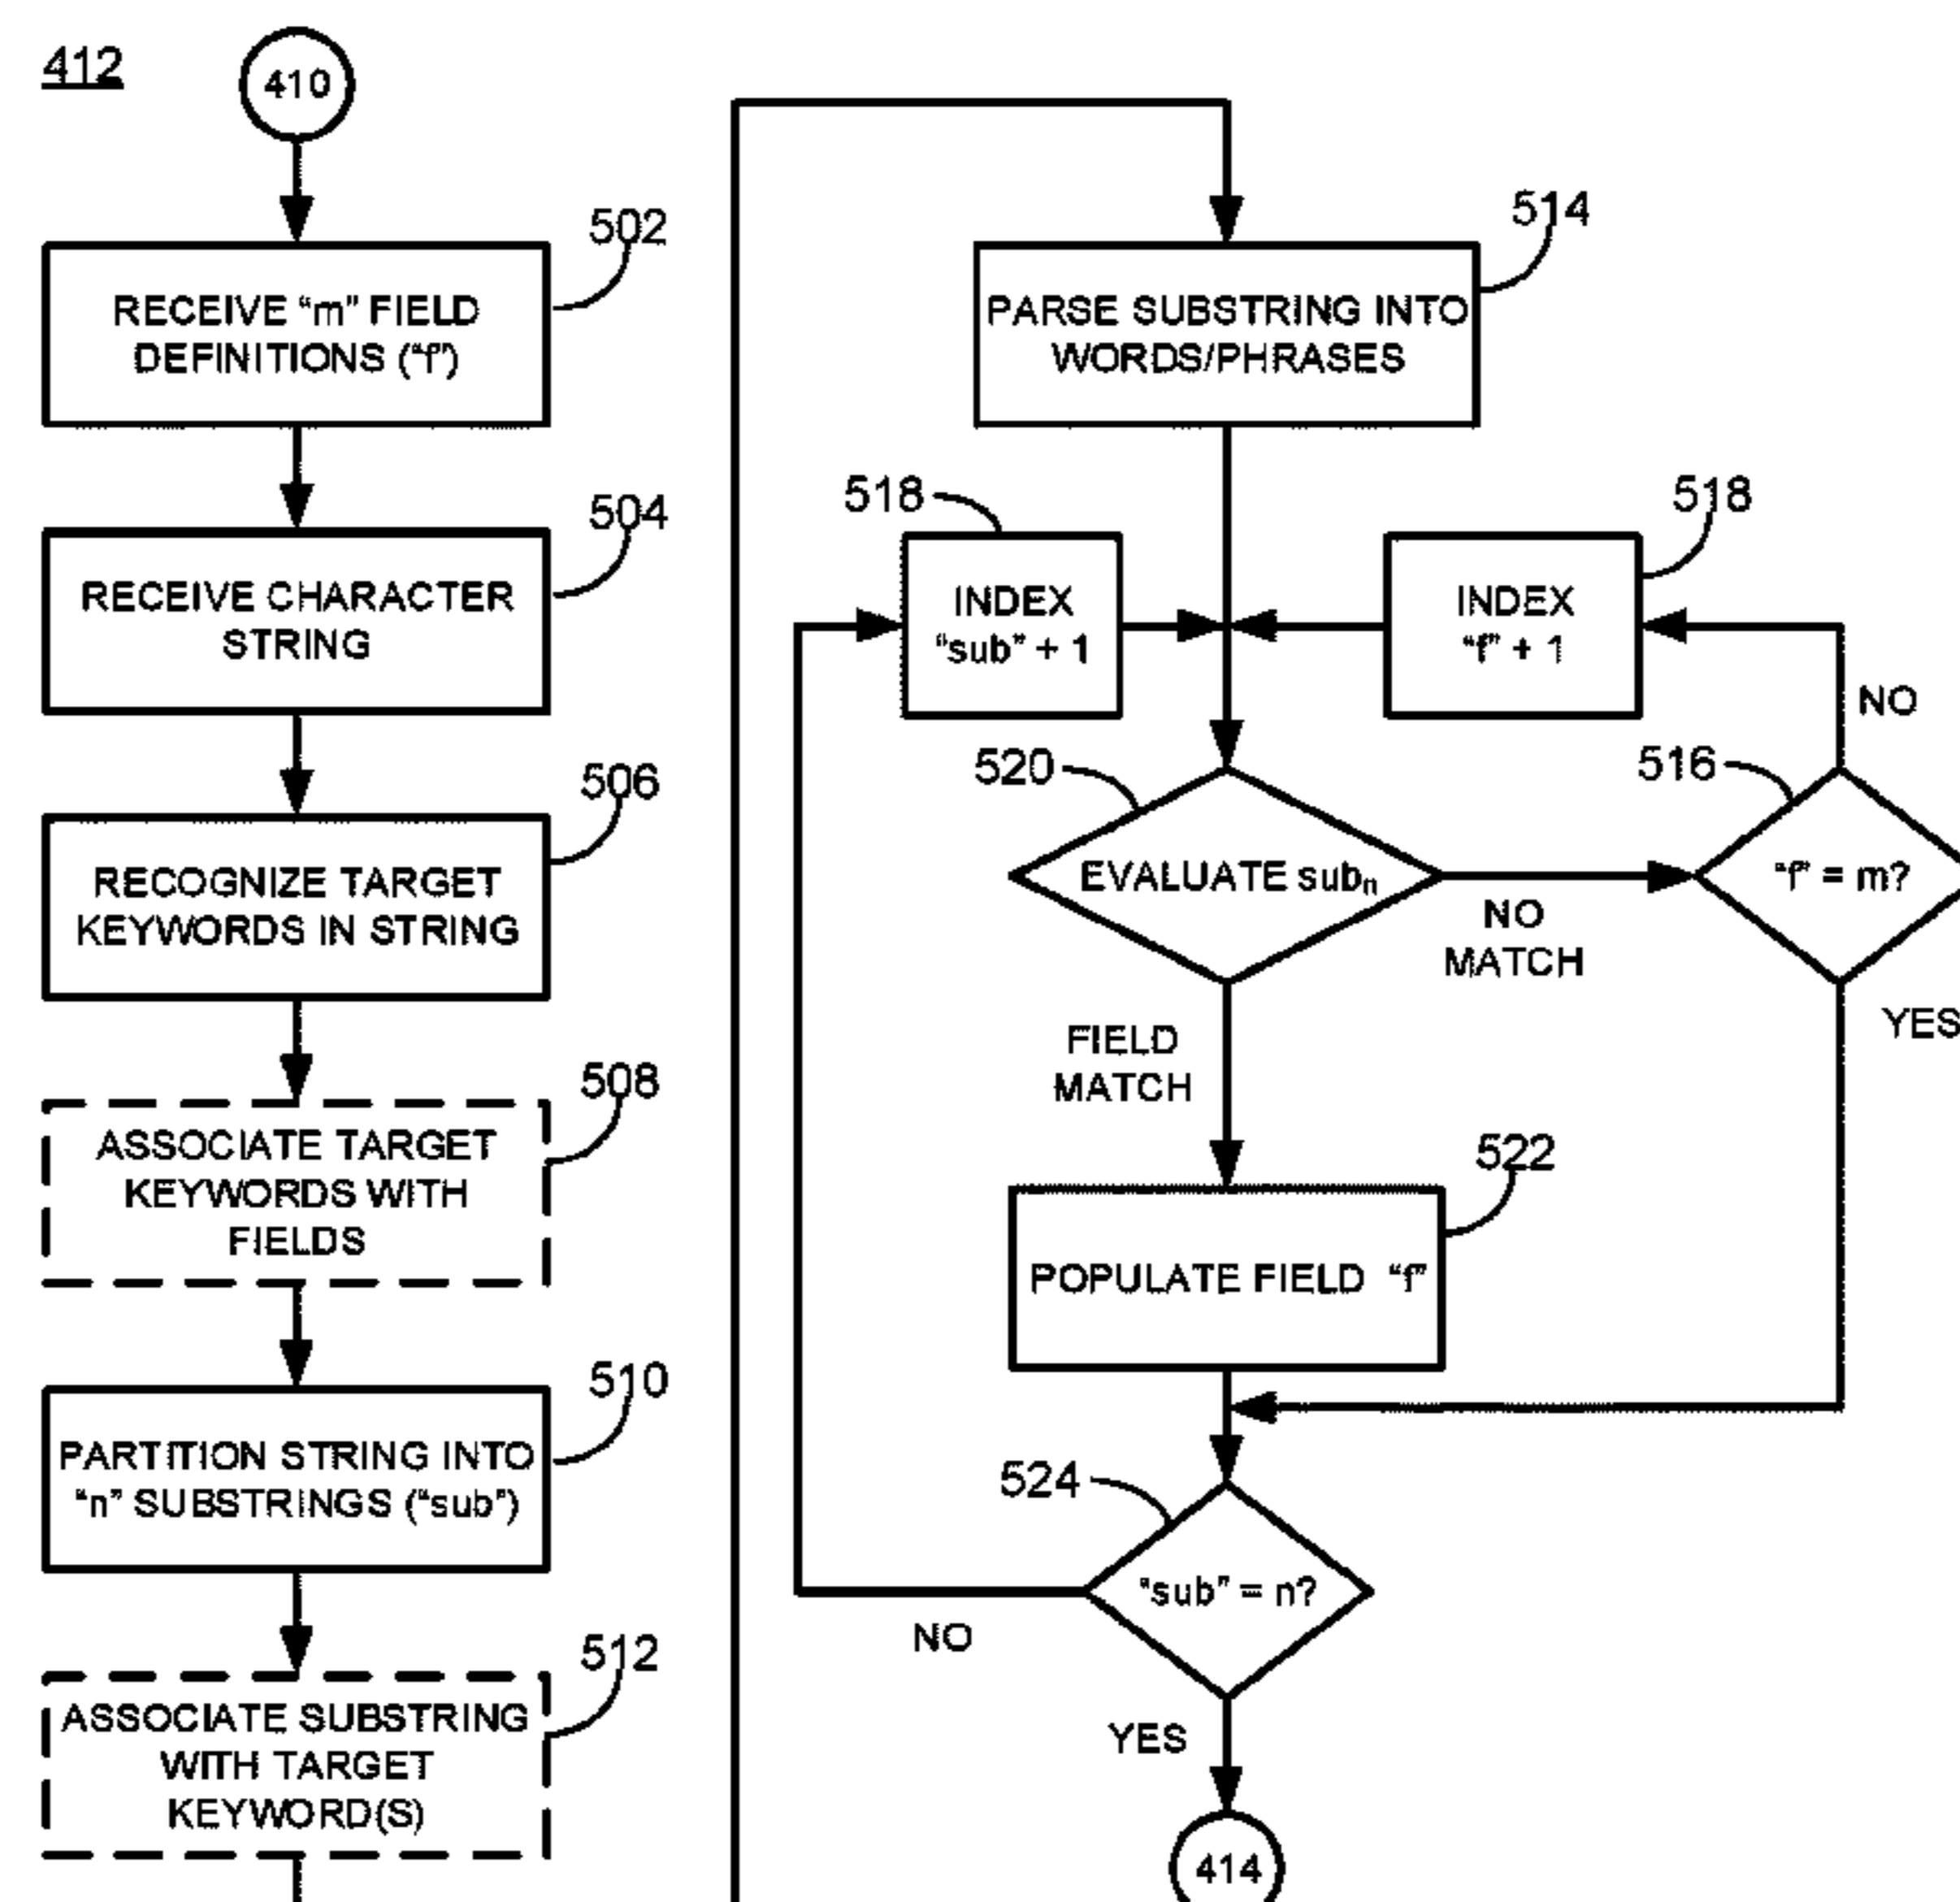 412
410
502
RECEIVE “m” FIELD
DEFINITIONS (“f”)
504
RECEIVE CHARACTER
STRING
506
RECOGNIZE TARGET
KEYWORDS IN STRING
508
ASSOCIATE TARGET
KEYWORDS WITH
FIELDS
510
PARTITION STRING INTO
“n” SUBSTRINGS (“sub”)
512
ASSOCIATE SUBSTRING
WITH TARGET
KEYWORD(S)
514
PARSE SUBSTRING INTO
WORDS/PHRASES
518
INDEX
“sub” + 1
518
INDEX
“f” + 1
NO
520
EVALUATE subₙ
NO
MATCH
516
“f” = m?
YES
FIELD
MATCH
522
POPULATE FIELD “f”
524
“sub” = n?
NO
YES
414